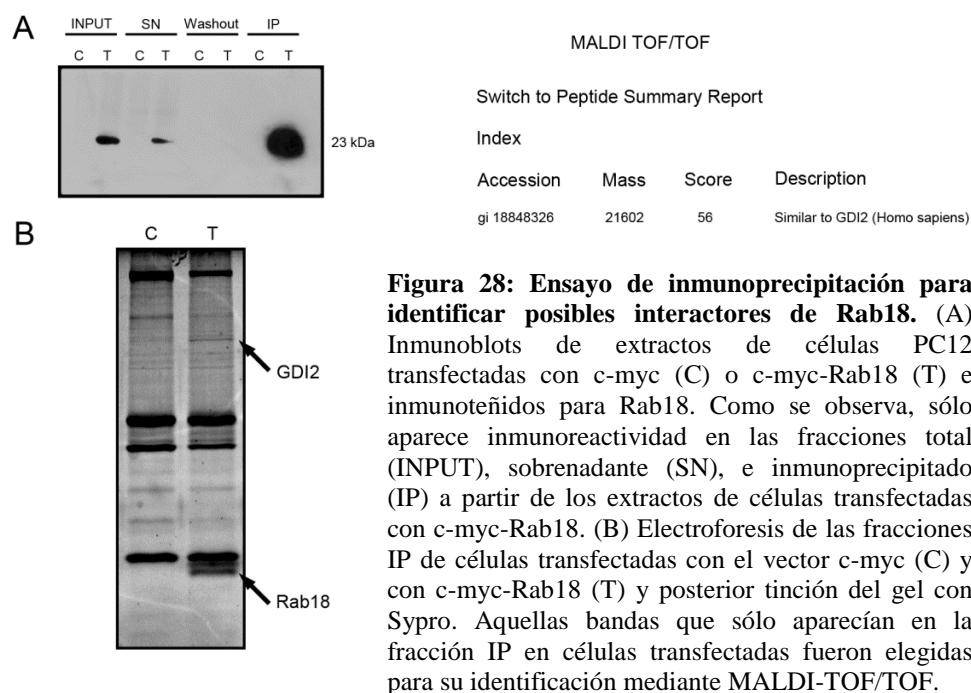 A
INPUT SN Washout IP
C T C T C T C T
23 kDa
MALDI TOF/TOF
Switch to Peptide Summary Report
Index
Accession Mass Score Description
gi 18848326 21602 56 Similar to GDI2 (Homo sapiens)
B
C T
GDI2
Rab18
Figura 28: Ensayo de inmunoprecipitación para
identificar posibles interactores de Rab18. (A)
Inmunoblots de extractos de células PC12
transfectadas con c-myc (C) o c-myc-Rab18 (T) e
inmunoteñidos para Rab18. Como se observa, sólo
aparece inmunoreactividad en las fracciones total
(INPUT), sobrenadante (SN), e inmunoprecipitado
(IP) a partir de los extractos de células transfectadas
con c-myc-Rab18. (B) Electroforesis de las fracciones
IP de células transfectadas con el vector c-myc (C) y
con c-myc-Rab18 (T) y posterior tinción del gel con
Sypro. Aquellas bandas que sólo aparecían en la
fracción IP en células transfectadas fueron elegidas
para su identificación mediante MALDI-TOF/TOF.